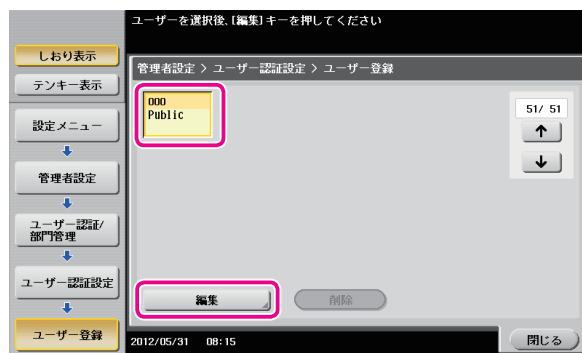 ユーザーを選択後、[編集]キーを押してください
しおり表示
テンキー表示
設定メニュー
管理者設定
ユーザー認証/
部門管理
ユーザー認証設定
ユーザー登録
管理者設定 > ユーザー認証設定 > ユーザー登録
000
Public
51/ 51
↑
↓
編集
削除
2012/05/31 08:15
閉じる